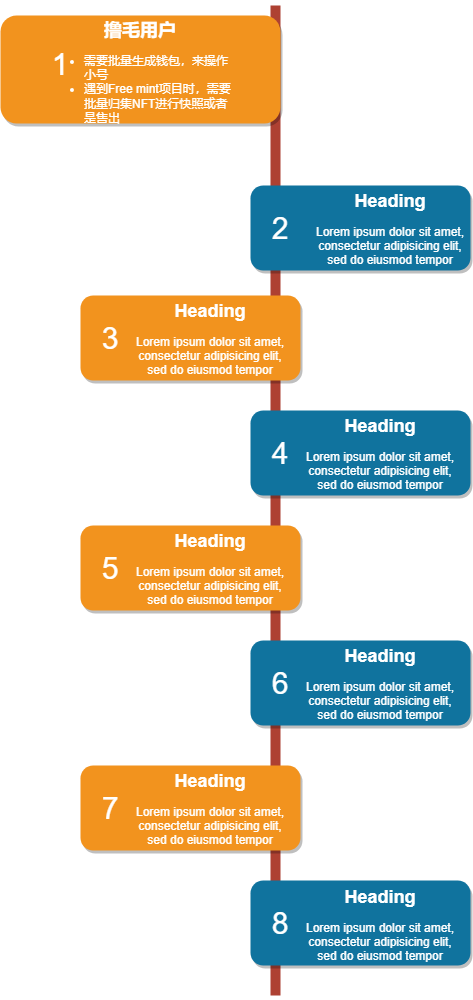 撸毛用户
1
需要批量生成钱包，来操作
小号
遇到Free mint项目时，需要
批量归集NFT进行快照或者
是售出
Heading
2
Lorem ipsum dolor sit amet,
consectetur adipisicing elit,
sed do eiusmod tempor
Heading
3
Lorem ipsum dolor sit amet,
consectetur adipisicing elit,
sed do eiusmod tempor
Heading
4
Lorem ipsum dolor sit amet,
consectetur adipisicing elit,
sed do eiusmod tempor
Heading
5
Lorem ipsum dolor sit amet,
consectetur adipisicing elit,
sed do eiusmod tempor
Heading
6
Lorem ipsum dolor sit amet,
consectetur adipisicing elit,
sed do eiusmod tempor
Heading
7
Lorem ipsum dolor sit amet,
consectetur adipisicing elit,
sed do eiusmod tempor
Heading
8
Lorem ipsum dolor sit amet,
consectetur adipisicing elit,
sed do eiusmod tempor